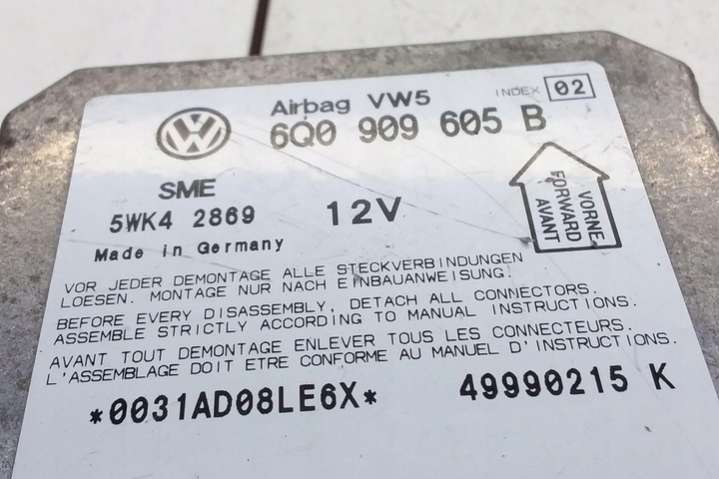 Airbag VW5 INDEX 02
6Q0 909 605 B
SME
5WK4 2869
12V
Made in Germany
VORNE
FORWARD
AVANT
VOR JEDER DEMONTAGE ALLE STECKVERBINDUNGEN
LOESEN. MONTAGE NUR NACH EINBAUANWEISUNG.
BEFORE EVERY DISASSEMBLY, DETACH ALL CONNECTORS.
ASSEMBLE STRICTLY ACCORDING TO MANUAL INSTRUCTIONS.
AVANT TOUT DEMONTAGE ENLEVER TOUS LES CONNECTEURS.
L'ASSEMBLAGE DOIT ETRE CONFORME AU MANUEL D'INSTRUCTIONS.
*0031AD08LE6X* 49990215 K